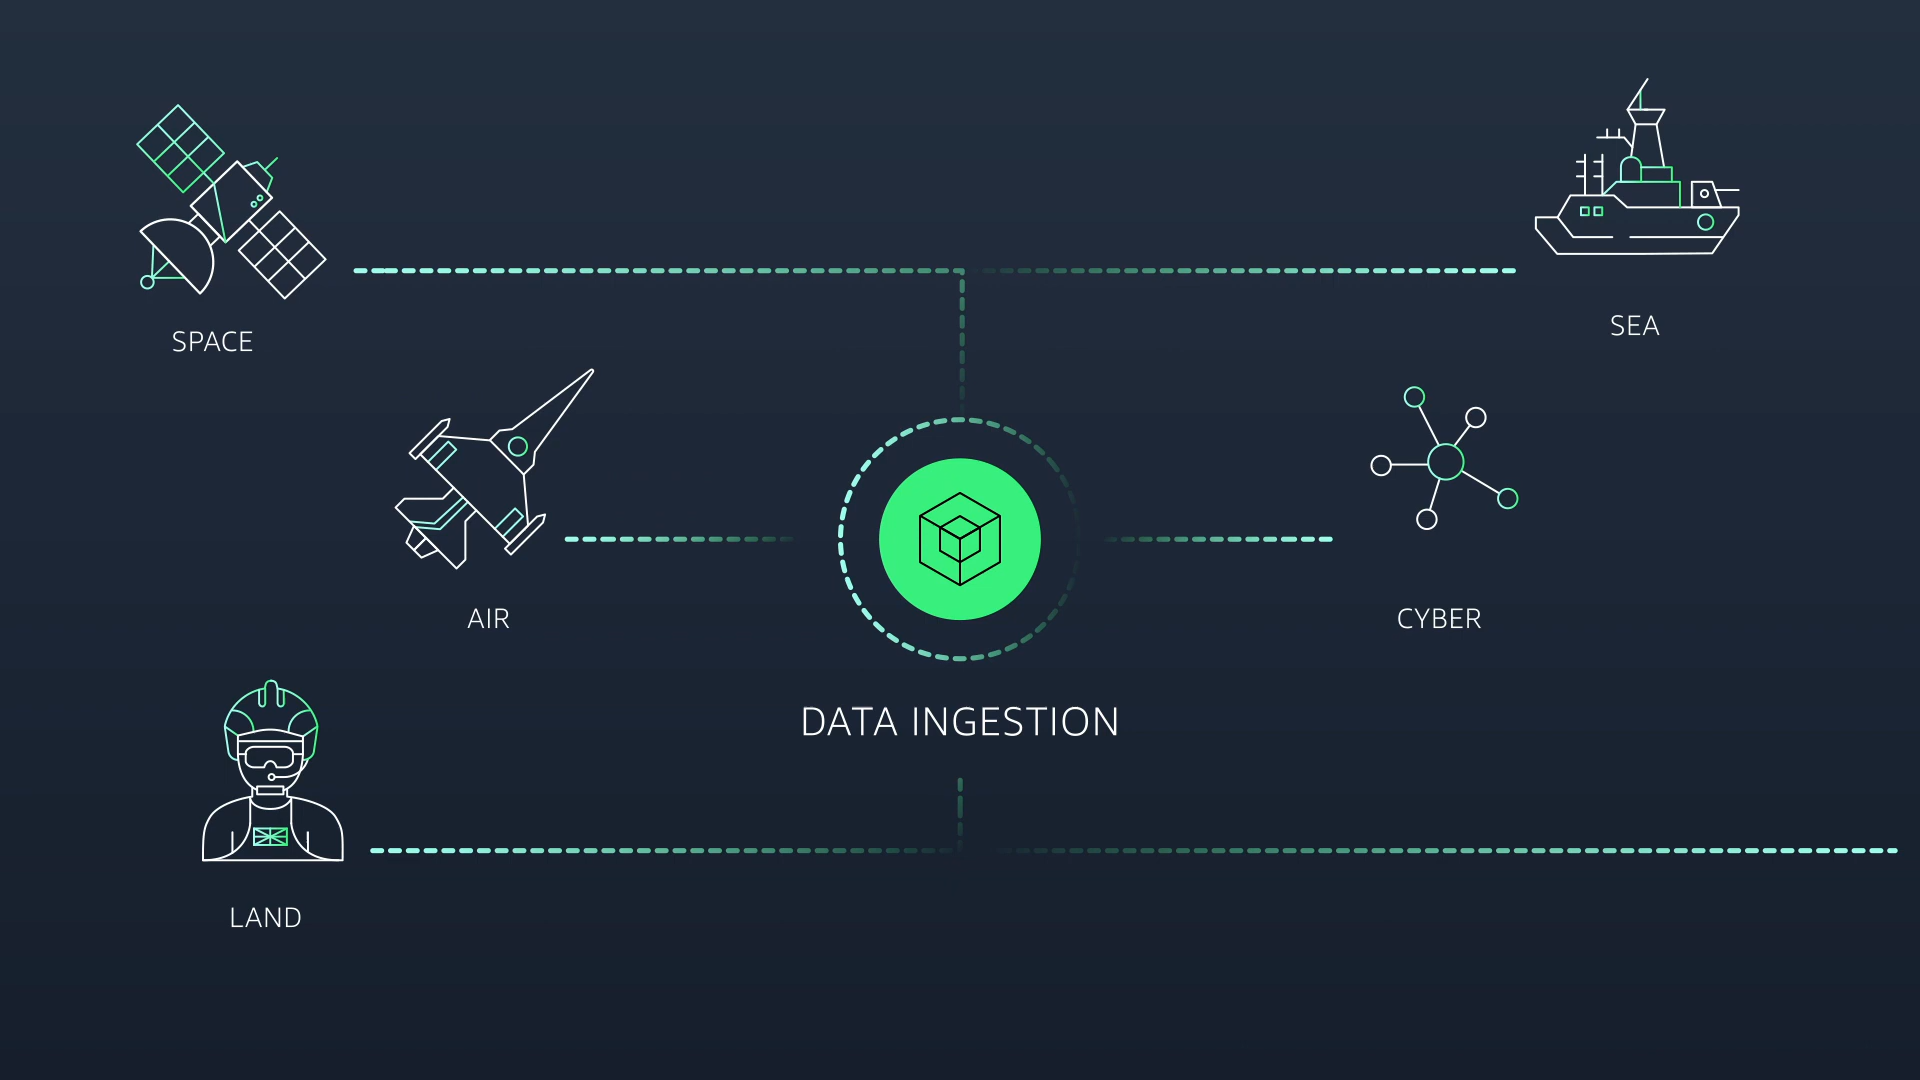 SPACE
SEA
AIR
CYBER
DATA INGESTION
LAND